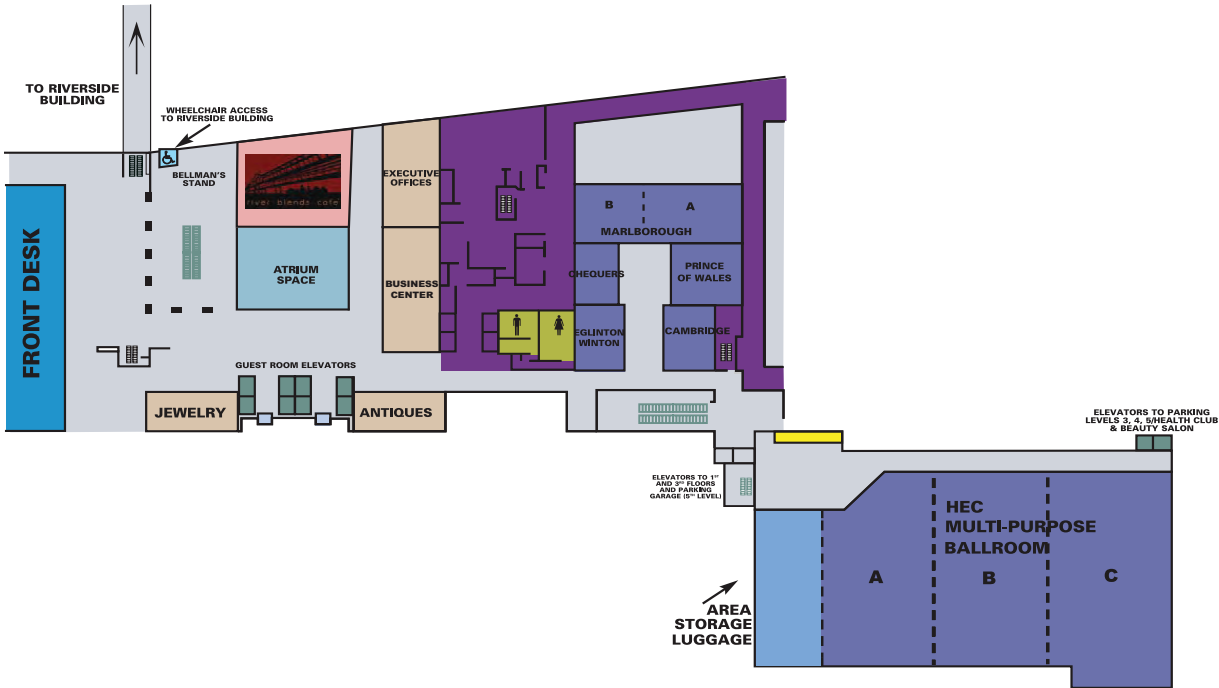 TO RIVERSIDE
BUILDING
WHEELCHAIR ACCESS
TO RIVERSIDE BUILDING
BELLMAN'S
STAND
FRONT DESK
river blends cafe
ATRIUM
SPACE
EXECUTIVE
OFFICES
BUSINESS
CENTER
B
A
MARLBOROUGH
CHEQUERS
PRINCE
OF WALES
EGLINTON
WINTON
CAMBRIDGE
GUEST ROOM ELEVATORS
JEWELRY
ANTIQUES
ELEVATORS TO PARKING
LEVELS 3, 4, 5/HEALTH CLUB
& BEAUTY SALON
ELEVATORS TO 1ST
AND 3RD FLOORS
AND PARKING
GARAGE (5TH LEVEL)
HEC
MULTI-PURPOSE
BALLROOM
A
B
C
AREA
STORAGE
LUGGAGE